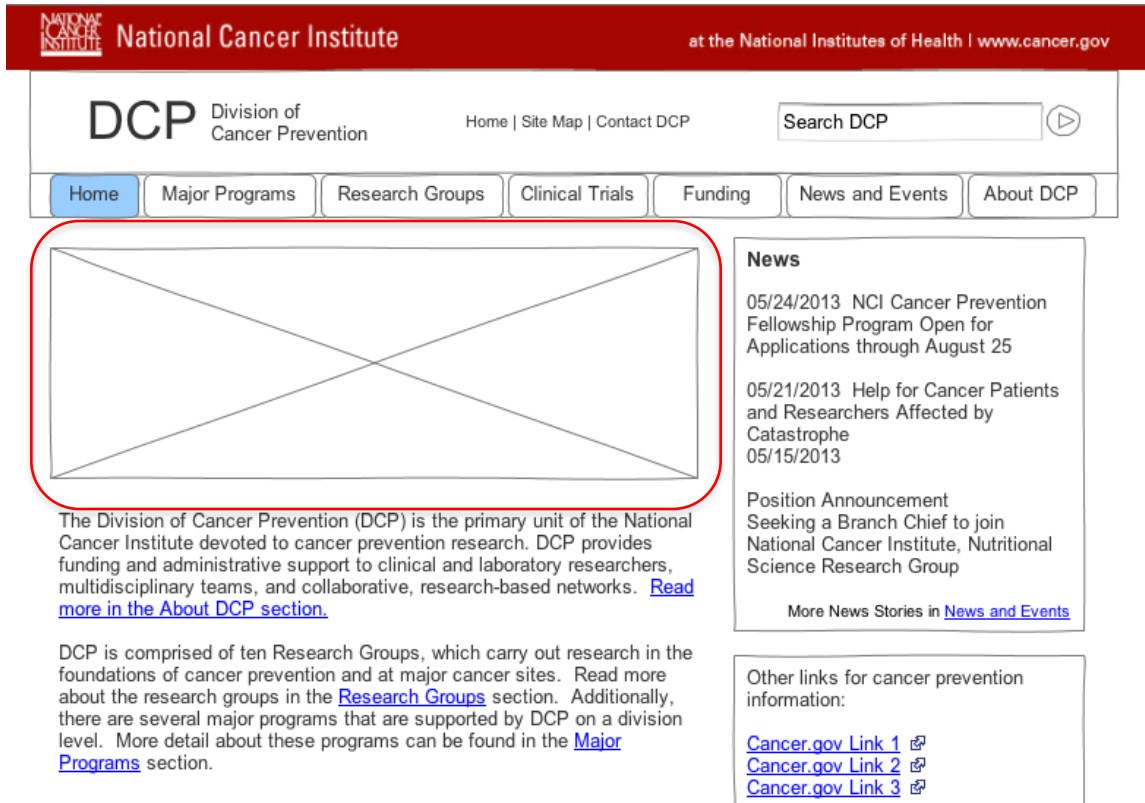 NATIONAL
CANCER
INSTITUTE
National Cancer Institute
at the National Institutes of Health | www.cancer.gov
DCP
Division of
Cancer Prevention
Home | Site Map | Contact DCP
Search DCP
Home
Major Programs
Research Groups
Clinical Trials
Funding
News and Events
About DCP
The Division of Cancer Prevention (DCP) is the primary unit of the National
Cancer Institute devoted to cancer prevention research. DCP provides
funding and administrative support to clinical and laboratory researchers,
multidisciplinary teams, and collaborative, research-based networks. Read
more in the About DCP section.
DCP is comprised of ten Research Groups, which carry out research in the
foundations of cancer prevention and at major cancer sites. Read more
about the research groups in the Research Groups section. Additionally,
there are several major programs that are supported by DCP on a division
level. More detail about these programs can be found in the Major
Programs section.
News
05/24/2013 NCI Cancer Prevention
Fellowship Program Open for
Applications through August 25
05/21/2013 Help for Cancer Patients
and Researchers Affected by
Catastrophe
05/15/2013
Position Announcement
Seeking a Branch Chief to join
National Cancer Institute, Nutritional
Science Research Group
More News Stories in News and Events
Other links for cancer prevention
information:
Cancer.gov Link 1
Cancer.gov Link 2
Cancer.gov Link 3